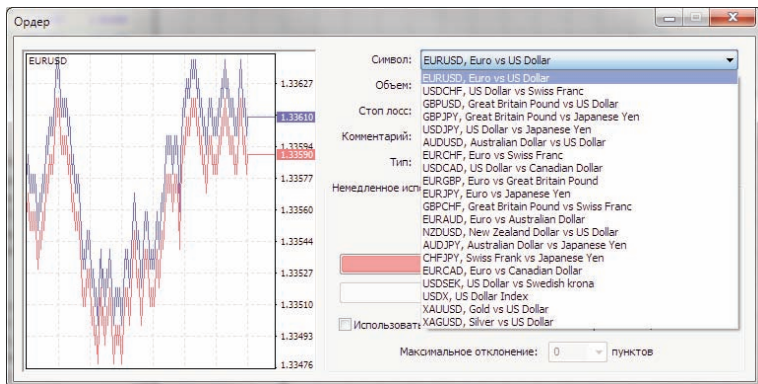 Ордер
EURUSD
1.33627
1.33610
1.33594
1.33590
1.33577
1.33560
1.33544
1.33527
1.33510
1.33493
1.33476
Символ: EURUSD, Euro vs US Dollar
Объем:
Стоп лосс:
Комментарий:
Тип:
Немедленное исп
EURUSD, Euro vs US Dollar
USDCHF, US Dollar vs Swiss Franc
GBPUSD, Great Britain Pound vs US Dollar
GBPJPY, Great Britain Pound vs Japanese Yen
USDJPY, US Dollar vs Japanese Yen
AUDUSD, Australian Dollar vs US Dollar
EURCHF, Euro vs Swiss Franc
USDCAD, US Dollar vs Canadian Dollar
EURGBP, Euro vs Great Britain Pound
EURJPY, Euro vs Japanese Yen
GBPCHF, Great Britain Pound vs Swiss Franc
EURAUD, Euro vs Australian Dollar
NZDUSD, New Zealand Dollar vs US Dollar
AUDJPY, Australian Dollar vs Japanese Yen
CHFJPY, Swiss Frank vs Japanese Yen
EURCAD, Euro vs Canadian Dollar
USDSEK, US Dollar vs Swedish krona
USDX, US Dollar Index
XAUUSD, Gold vs US Dollar
XAGUSD, Silver vs US Dollar
Использовать
Максимальное отклонение: 0 пунктов